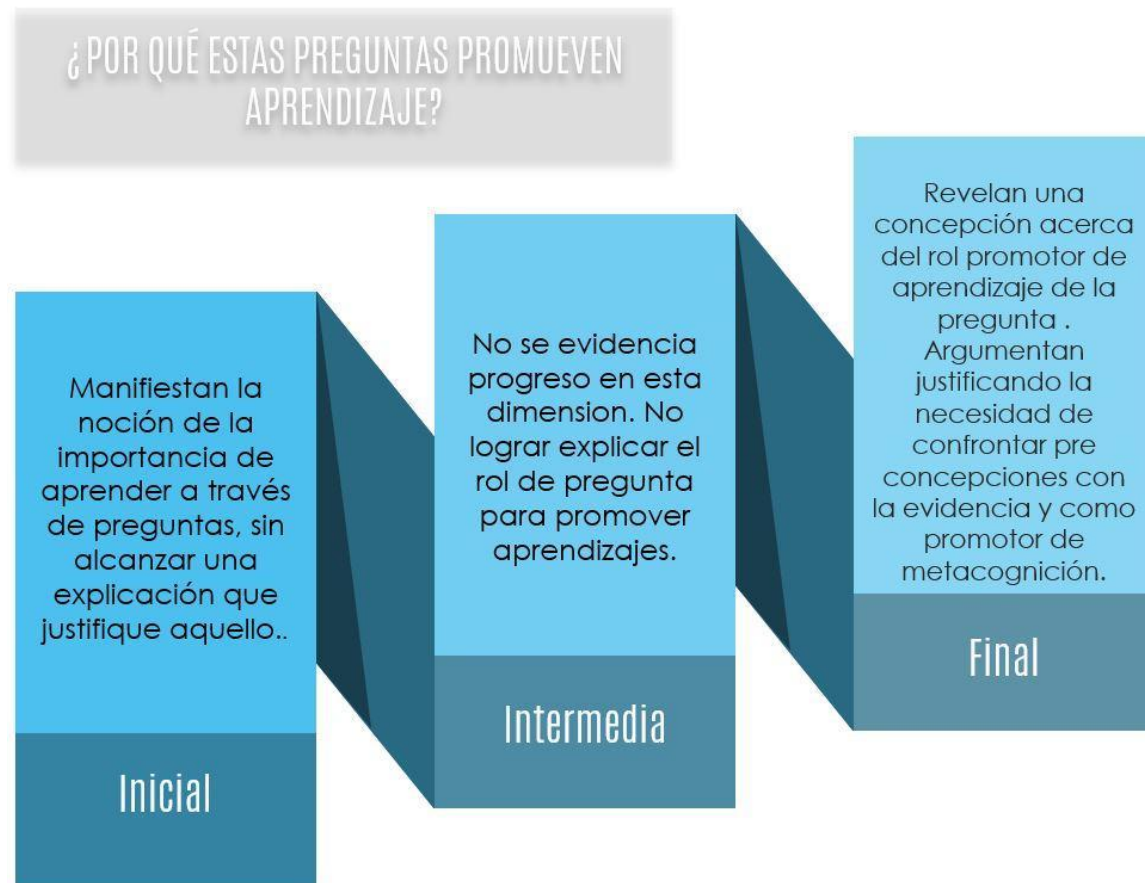 ¿POR QUÉ ESTAS PREGUNTAS PROMUEVEN
APRENDIZAJE?
Manifiestan la
noción de la
importancia de
aprender a través
de preguntas, sin
alcanzar una
explicación que
justifique aquello..
Inicial
No se evidencia
progreso en esta
dimension. No
lograr explicar el
rol de pregunta
para promover
aprendizajes.
Intermedia
Revelan una
concepción acerca
del rol promotor de
aprendizaje de la
pregunta .
Argumentan
justificando la
necesidad de
confrontar pre
concepciones con
la evidencia y como
promotor de
metacognición.
Final